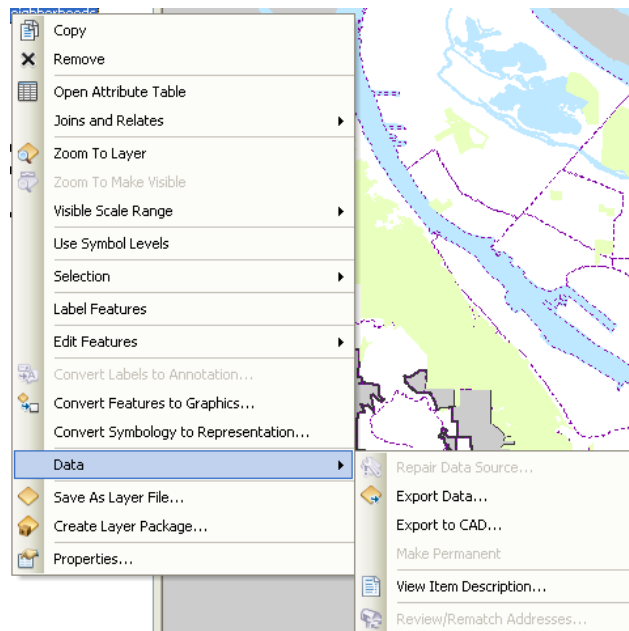 neighborhoods
Copy
Remove
Open Attribute Table
Joins and Relates
Zoom To Layer
Zoom To Make Visible
Visible Scale Range
Use Symbol Levels
Selection
Label Features
Edit Features
Convert Labels to Annotation...
Convert Features to Graphics...
Convert Symbology to Representation...
Data
Save As Layer File...
Create Layer Package...
Properties...
Repair Data Source...
Export Data...
Export to CAD...
Make Permanent
View Item Description...
Review/Rematch Addresses...